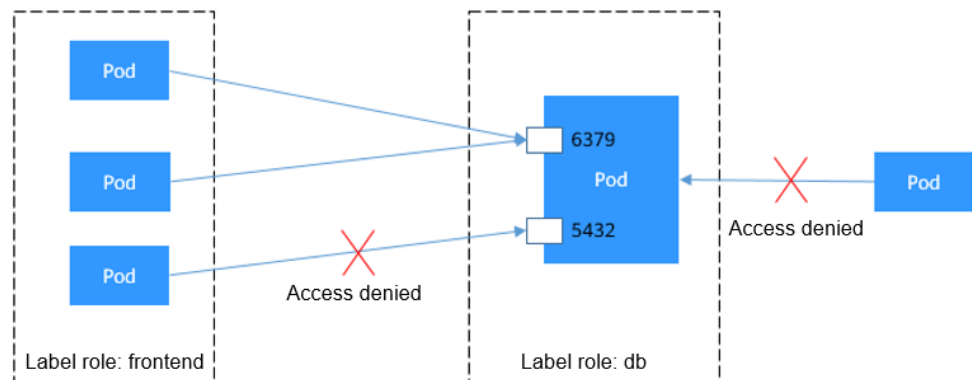 Pod
Pod
Pod
Access denied
Label role: frontend
6379
Pod
5432
Label role: db
Pod
Access denied